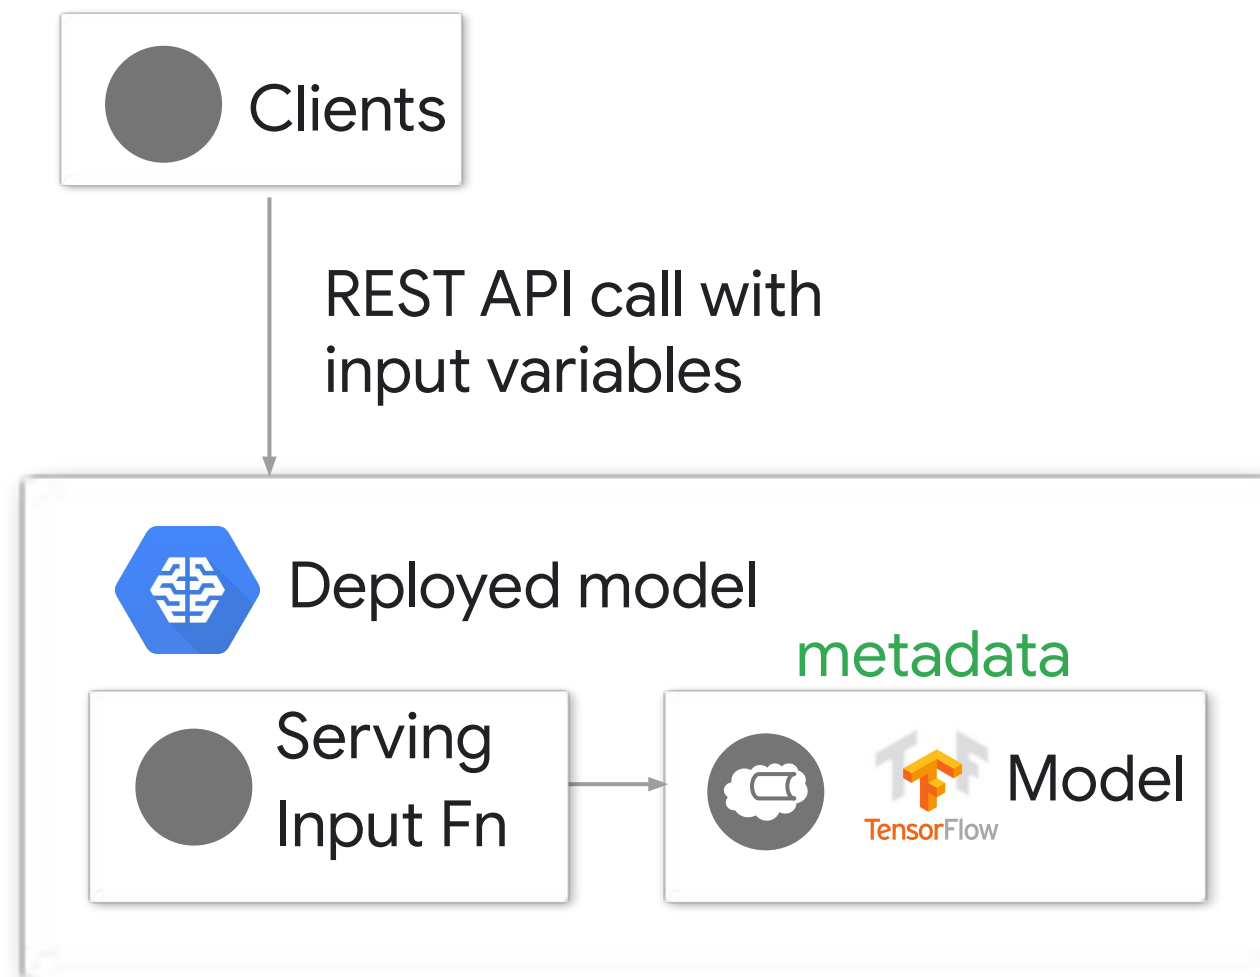 Clients
REST API call with
input variables
Deployed model
metadata
Serving
Input Fn
TensorFlow
Model